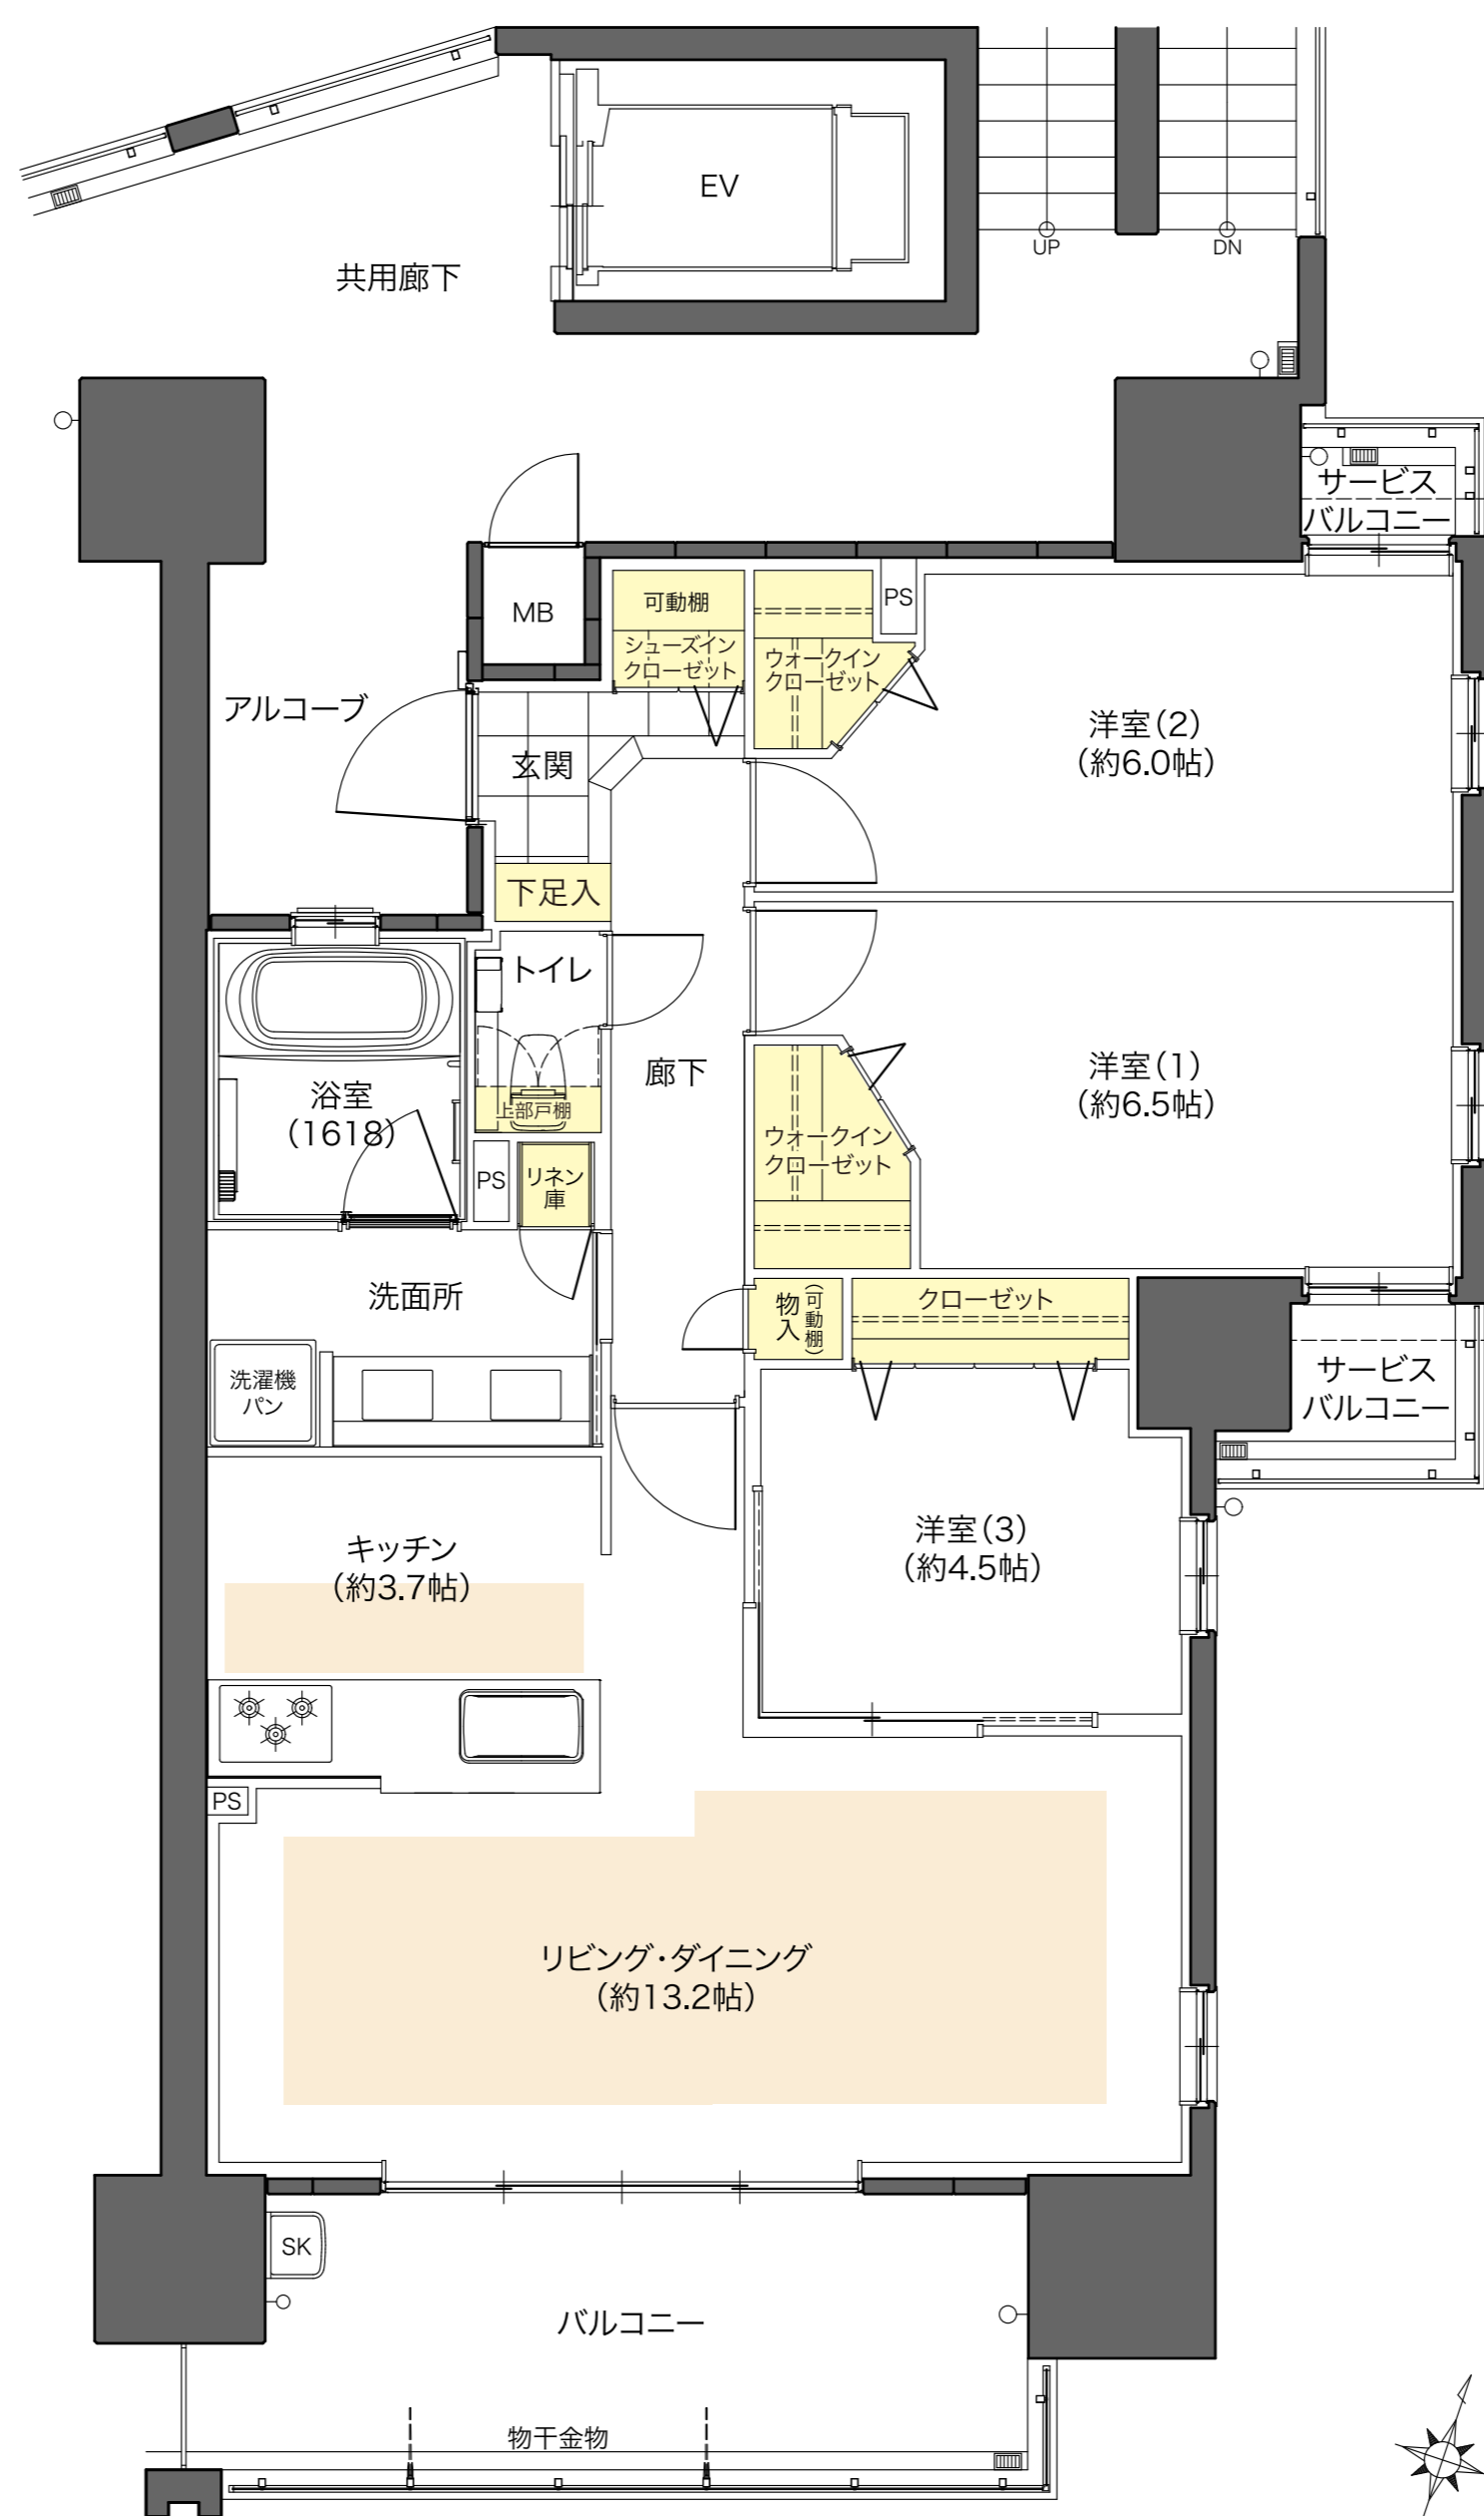 EV
UP
DN
共用廊下
サービス
バルコニー
MB
可動棚
シューズイン
クローゼット
PS
ウォークイン
クローゼット
アルコーブ
玄関
洋室(2)
(約6.0帖)
下足入
トイレ
廊下
洋室(1)
(約6.5帖)
浴室
(1618)
上部戸棚
ウォークイン
クローゼット
PS
リネン
庫
洗面所
物入
(可動棚)
クローゼット
サービス
バルコニー
洗濯機
パン
キッチン
(約3.7帖)
洋室(3)
(約4.5帖)
PS
リビング・ダイニング
(約13.2帖)
SK
バルコニー
物干金物